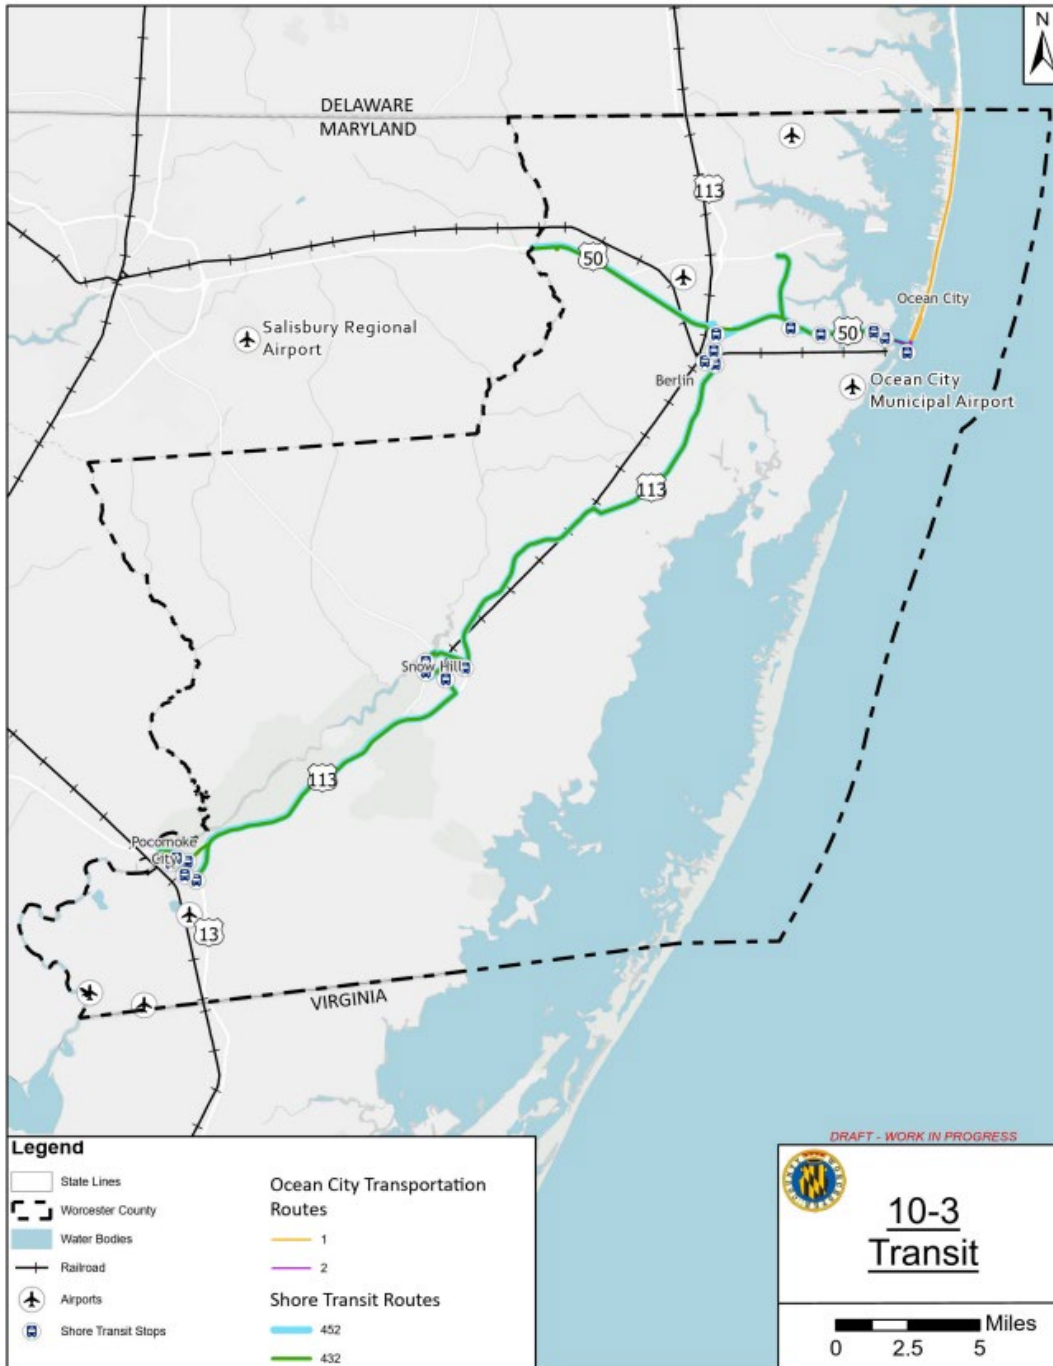 N
DELAWARE
MARYLAND
113
50
Ocean City
Salisbury Regional
Airport
50
Berlin
Ocean City
Municipal Airport
113
Snow Hill
113
Pocomoke
City
13
VIRGINIA
DRAFT - WORK IN PROGRESS
Legend
State Lines
Worcester County
Water Bodies
Railroad
Airports
Shore Transit Stops
Ocean City Transportation
Routes
1
2
Shore Transit Routes
452
432
10-3
Transit
Miles
0 2.5 5